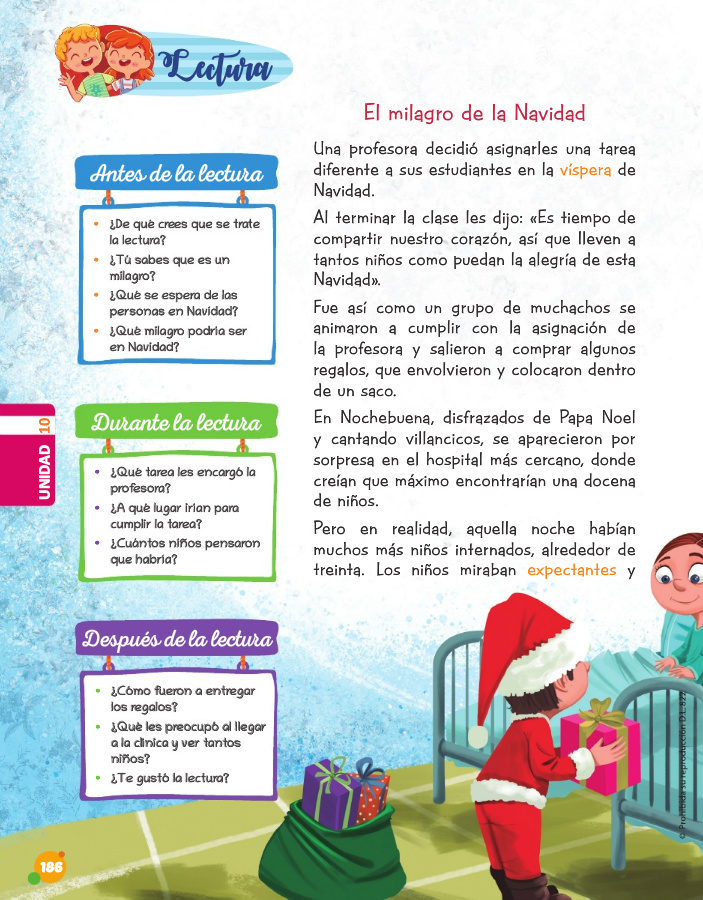 Lectura
El milagro de la Navidad
Una profesora decidió asignarles una tarea
diferente a sus estudiantes en la víspera de
Navidad.
Al terminar la clase les dijo: «Es tiempo de
compartir nuestro corazón, así que lleven a
tantos niños como puedan la alegría de esta
Navidad».
Fue así como un grupo de muchachos se
animaron a cumplir con la asignación de
la profesora y salieron a comprar algunos
regalos, que envolvieron y colocaron dentro
de un saco.
En Nochebuena, disfrazados de Papa Noel
y cantando villancicos, se aparecieron por
sorpresa en el hospital más cercano, donde
creían que máximo encontrarían una docena
de niños.
Pero en realidad, aquella noche habían
muchos más niños internados, alrededor de
treinta. Los niños miraban expectantes y
Antes de la lectura
• ¿De qué crees que se trate
la lectura?
• ¿Tú sabes que es un
milagro?
• ¿Qué se espera de las
personas en Navidad?
• ¿Qué milagro podría ser
en Navidad?
Durante la lectura
• ¿Qué tarea les encargó la
profesora?
• ¿A qué lugar irían para
cumplir la tarea?
• ¿Cuántos niños pensaron
que habría?
Después de la lectura
• ¿Cómo fueron a entregar
los regalos?
• ¿Qué les preocupó al llegar
a la clínica y ver tantos
niños?
• ¿Te gustó la lectura?
UNIDAD 10
186
© Prohibida su reproducción D.L. 822